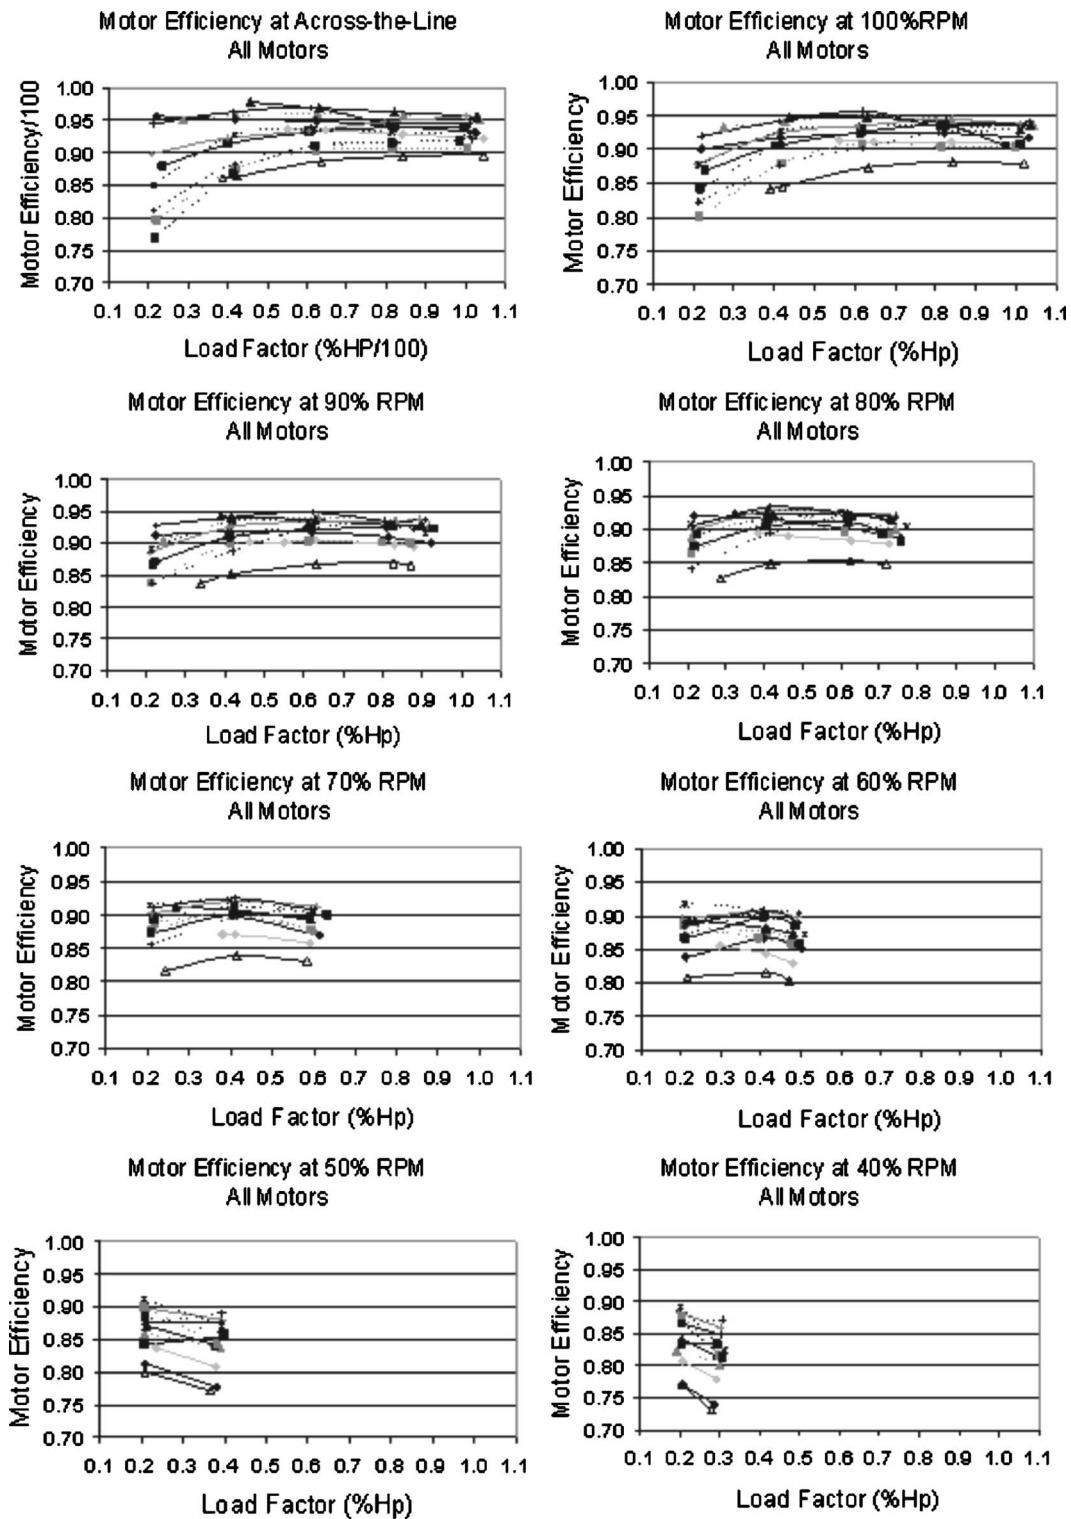 Motor Efficiency at Across-the-Line
All Motors
Motor Efficiency/100
1.00
0.95
0.90
0.85
0.80
0.75
0.70
0.1 0.2 0.3 0.4 0.5 0.6 0.7 0.8 0.9 1.0 1.1
Load Factor (%HP/100)
Motor Efficiency at 100%RPM
All Motors
Motor Efficiency
1.00
0.95
0.90
0.85
0.80
0.75
0.70
0.1 0.2 0.3 0.4 0.5 0.6 0.7 0.8 0.9 1.0 1.1
Load Factor (%Hp)
Motor Efficiency at 90% RPM
All Motors
Motor Efficiency
1.00
0.95
0.90
0.85
0.80
0.75
0.70
0.1 0.2 0.3 0.4 0.5 0.6 0.7 0.8 0.9 1.0 1.1
Load Factor (%Hp)
Motor Efficiency at 80% RPM
All Motors
Motor Efficiency
1.00
0.95
0.90
0.85
0.80
0.75
0.70
0.1 0.2 0.3 0.4 0.5 0.6 0.7 0.8 0.9 1.0 1.1
Load Factor (%Hp)
Motor Efficiency at 70% RPM
All Motors
Motor Efficiency
1.00
0.95
0.90
0.85
0.80
0.75
0.70
0.1 0.2 0.3 0.4 0.5 0.6 0.7 0.8 0.9 1.0 1.1
Load Factor (%Hp)
Motor Efficiency at 60% RPM
All Motors
Motor Efficiency
1.00
0.95
0.90
0.85
0.80
0.75
0.70
0.1 0.2 0.3 0.4 0.5 0.6 0.7 0.8 0.9 1.0 1.1
Load Factor (%Hp)
Motor Efficiency at 50% RPM
All Motors
Motor Efficiency
1.00
0.95
0.90
0.85
0.80
0.75
0.70
0.1 0.2 0.3 0.4 0.5 0.6 0.7 0.8 0.9 1.0 1.1
Load Factor (%Hp)
Motor Efficiency at 40% RPM
All Motors
Motor Efficiency
1.00
0.95
0.90
0.85
0.80
0.75
0.70
0.1 0.2 0.3 0.4 0.5 0.6 0.7 0.8 0.9 1.0 1.1
Load Factor (%Hp)